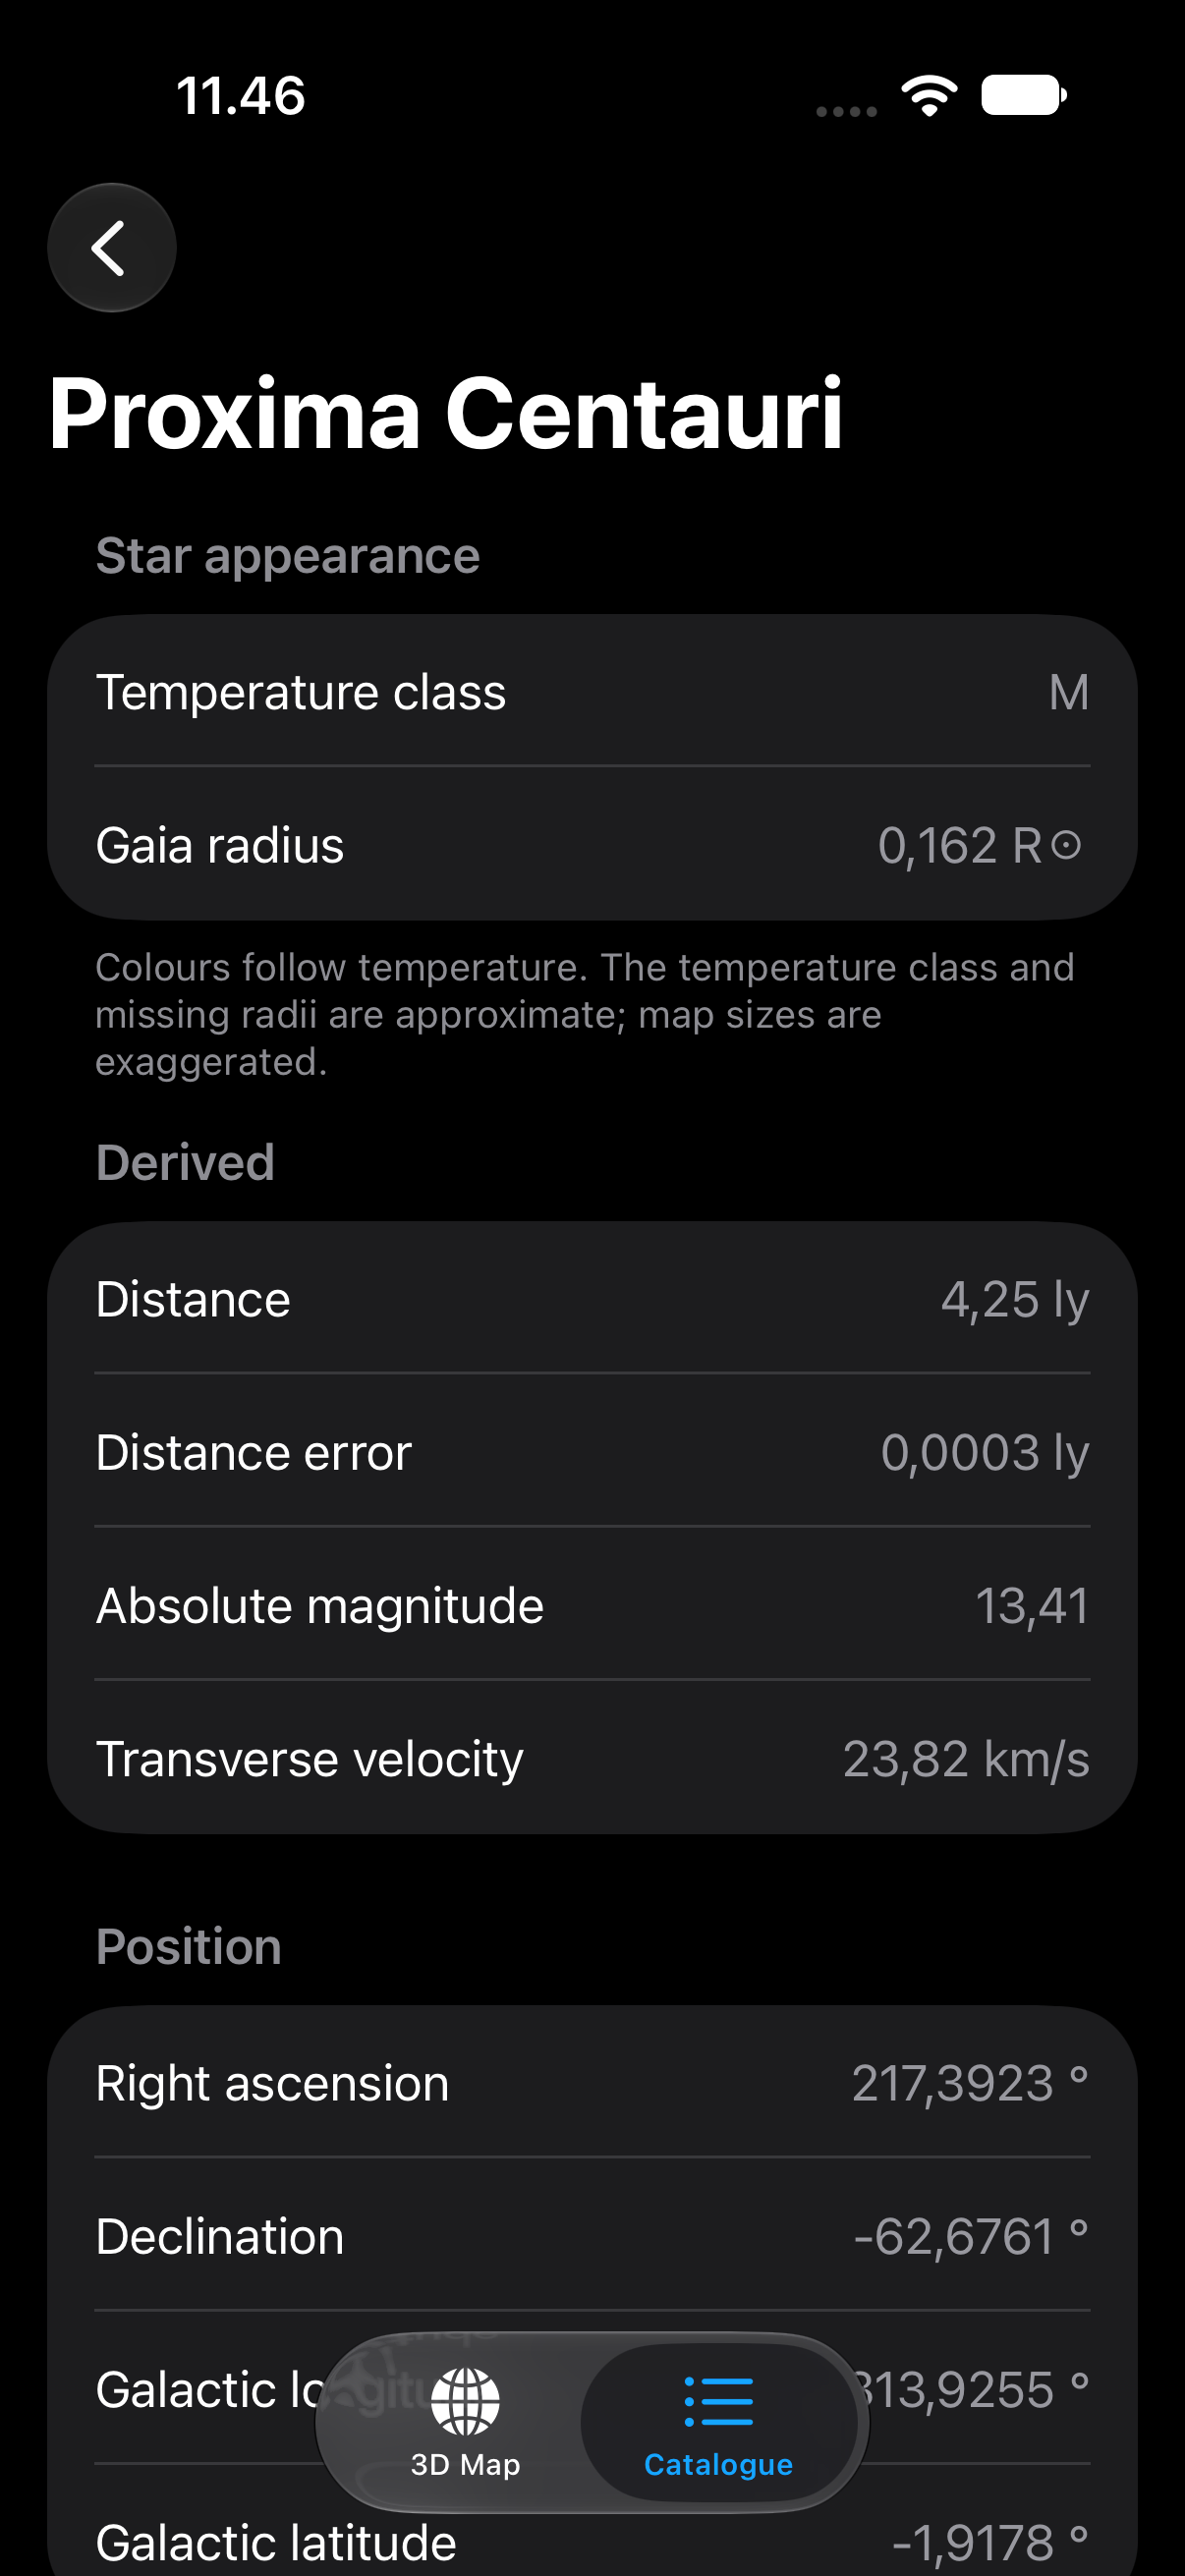 11.46
Proxima Centauri
Star appearance
Temperature class M
Gaia radius 0,162 R☉
Colours follow temperature. The temperature class and
missing radii are approximate; map sizes are
exaggerated.
Derived
Distance 4,25 ly
Distance error 0,0003 ly
Absolute magnitude 13,41
Transverse velocity 23,82 km/s
Position
Right ascension 217,3923 °
Declination -62,6761 °
Galactic 313,9255 °
3D Map
Catalogue
Galactic latitude -1,9178 °